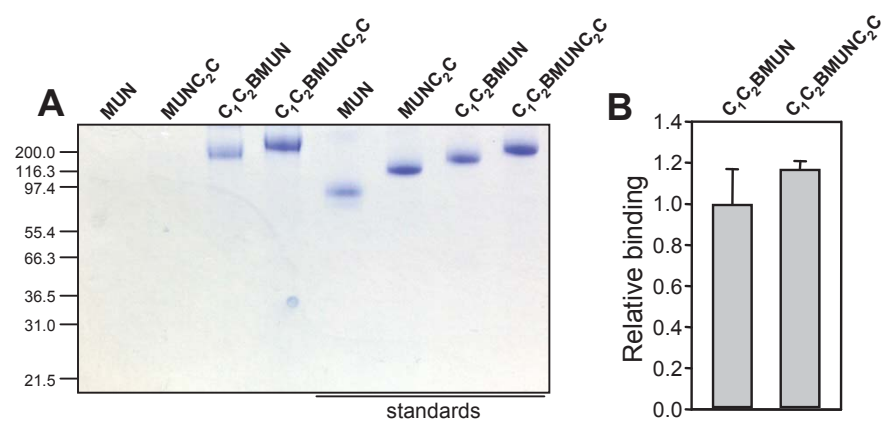 A
MUN
MUNC₂C
C₁C₂BMUN
C₁C₂BMUNC₂C
MUN
MUNC₂C
C₁C₂BMUN
C₁C₂BMUNC₂C
200.0
116.3
97.4
55.4
66.3
36.5
31.0
21.5
standards
B
C₁C₂BMUN
C₁C₂BMUNC₂C
Relative binding
1.4
1.2
1.0
0.8
0.6
0.4
0.2
0.0